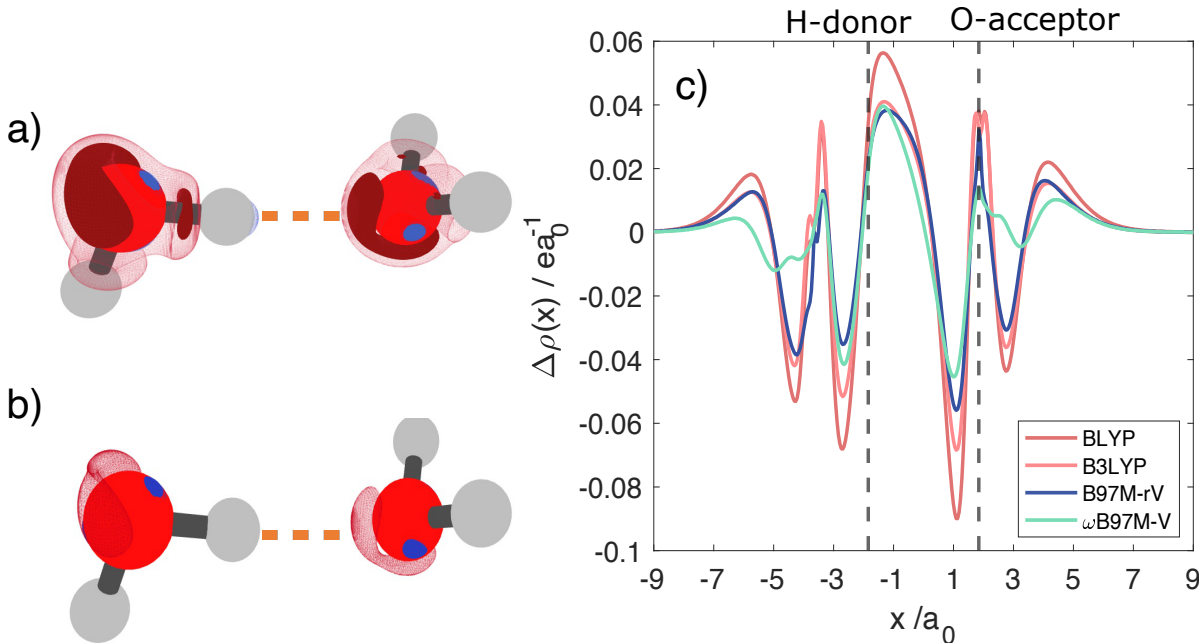 a)
b)
c)
H-donor
O-acceptor
0.06
0.04
0.02
0
-0.02
-0.04
-0.06
-0.08
-0.1
Δρ(x) / ea₀⁻¹
-9 -7 -5 -3 -1 1 3 5 7 9
x /a₀
BLYP
B3LYP
B97M-rV
ωB97M-V